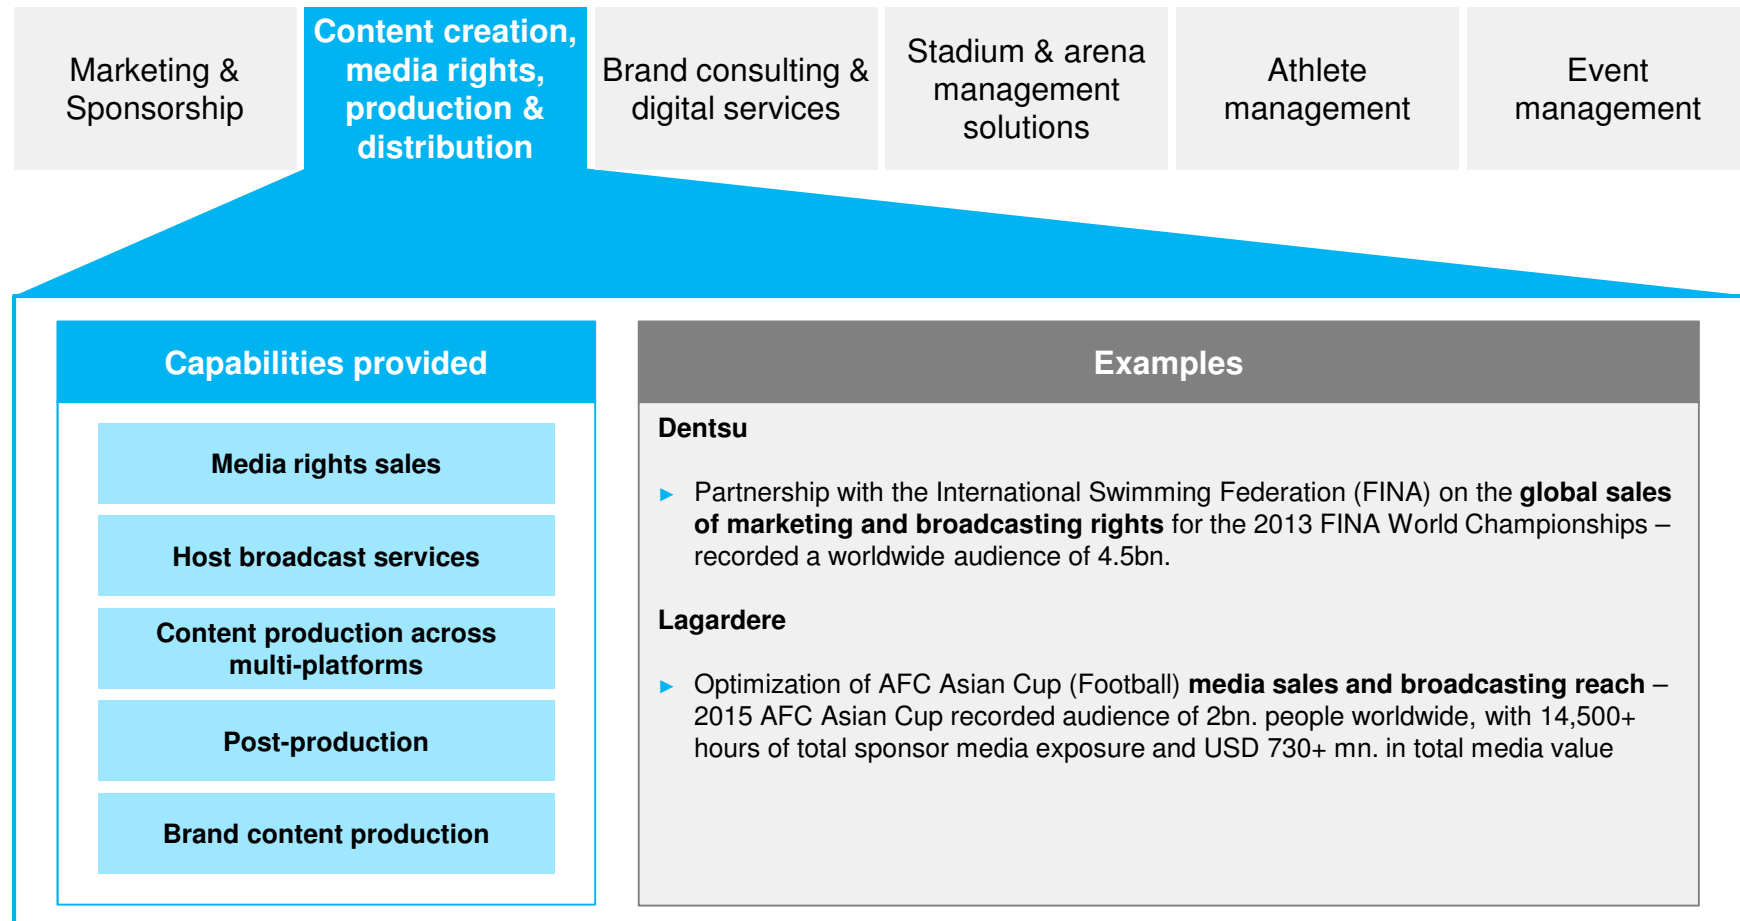 Marketing &
Sponsorship
Content creation,
media rights,
production &
distribution
Brand consulting &
digital services
Stadium & arena
management
solutions
Athlete
management
Event
management
Capabilities provided
Media rights sales
Host broadcast services
Content production across
multi-platforms
Post-production
Brand content production
Examples
Dentsu
► Partnership with the International Swimming Federation (FINA) on the global sales
of marketing and broadcasting rights for the 2013 FINA World Championships –
recorded a worldwide audience of 4.5bn.
Lagardere
► Optimization of AFC Asian Cup (Football) media sales and broadcasting reach –
2015 AFC Asian Cup recorded audience of 2bn. people worldwide, with 14,500+
hours of total sponsor media exposure and USD 730+ mn. in total media value